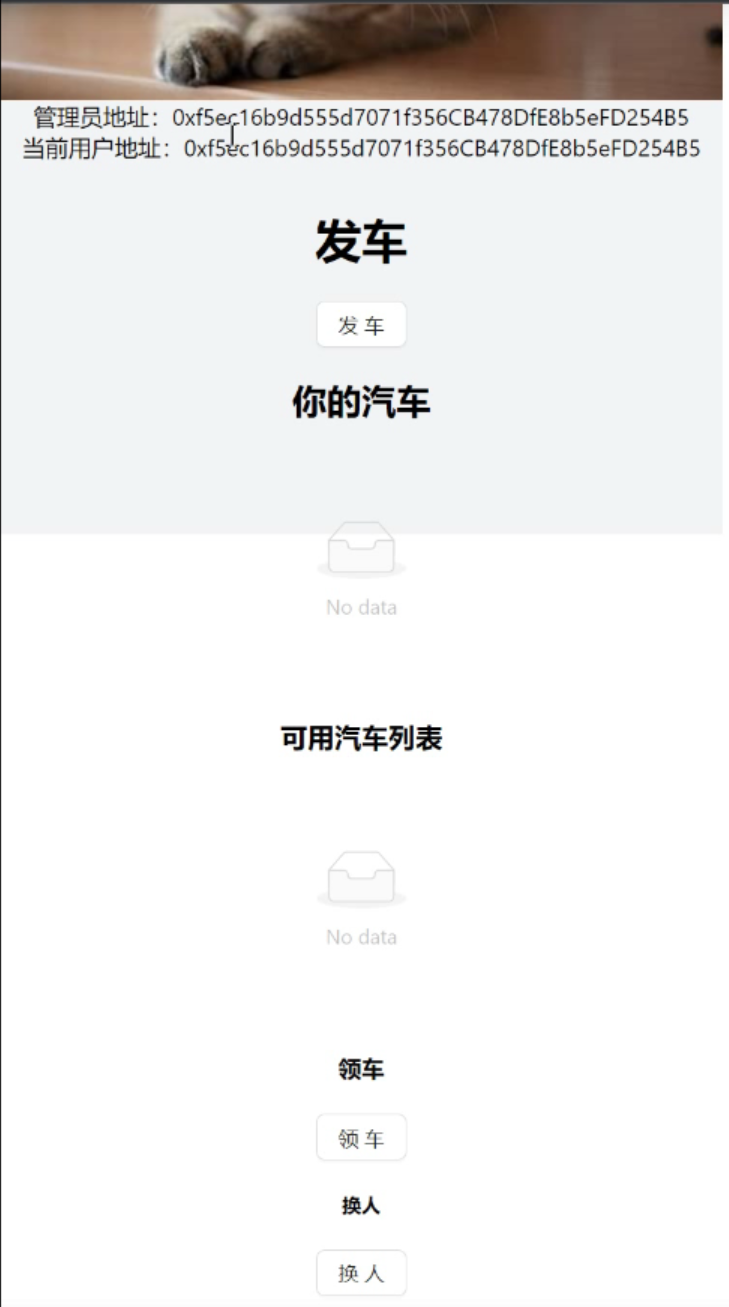 管理员地址：0xf5ec16b9d555d7071f356CB478DfE8b5eFD254B5
当前用户地址：0xf5ec16b9d555d7071f356CB478DfE8b5eFD254B5
发车
发 车
你的汽车
No data
可用汽车列表
No data
领车
领 车
换人
换 人